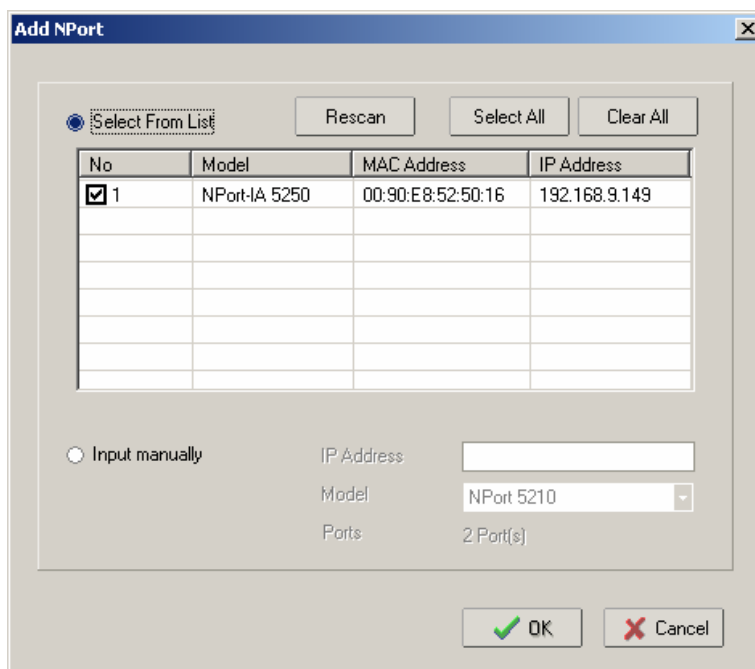 Add NPort
Select From List Rescan Select All Clear All
No Model MAC Address IP Address
1 NPort-IA 5250 00:90:E8:52:50:16 192.168.9.149
Input manually IP Address
Model NPort 5210
Ports 2 Port(s)
OK Cancel